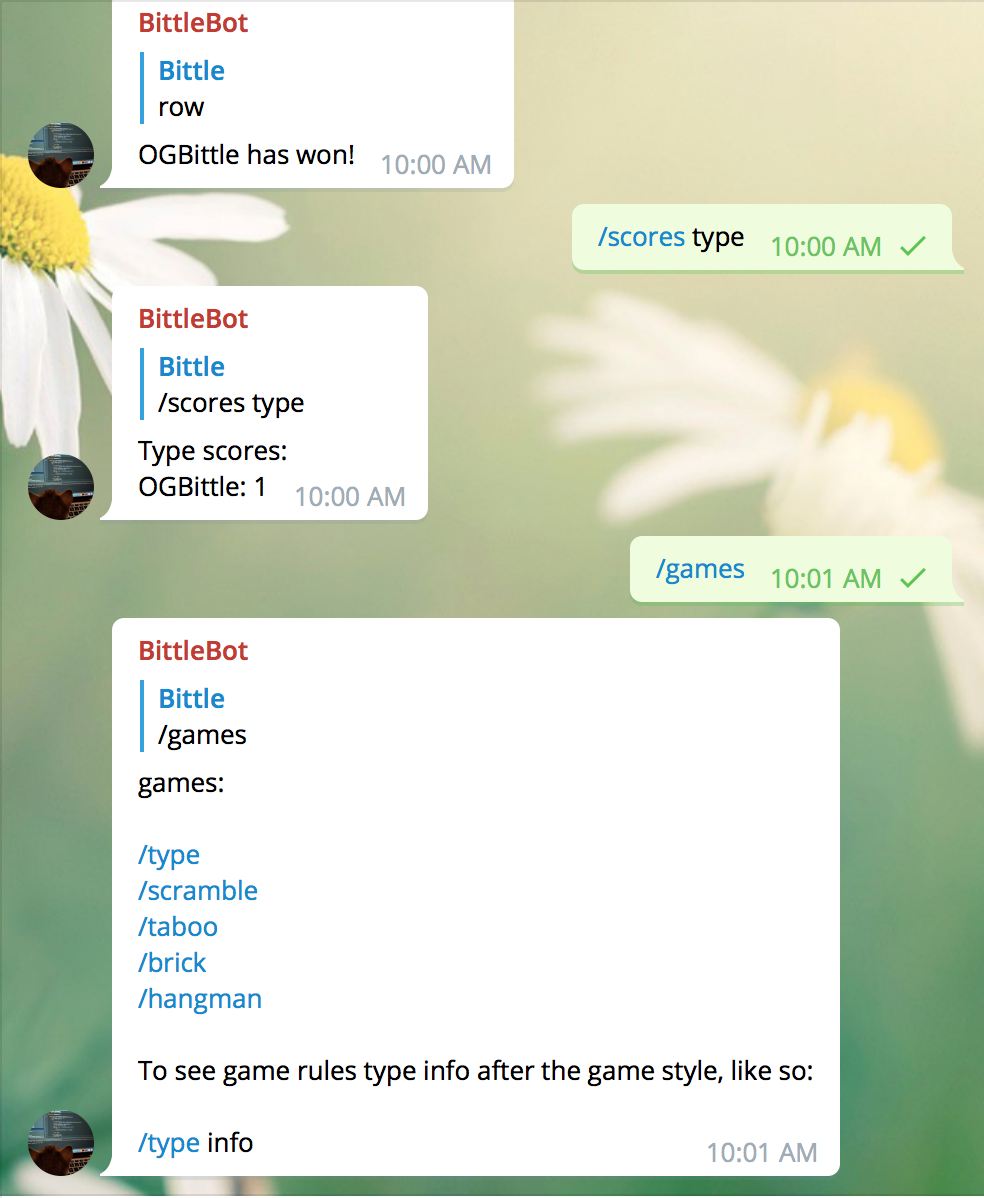 BittleBot
Bittle
row
OGBittle has won! 10:00 AM
/scores type 10:00 AM
BittleBot
Bittle
/scores type
Type scores:
OGBittle: 1 10:00 AM
/games 10:01 AM
BittleBot
Bittle
/games
games:
/type
/scramble
/taboo
/brick
/hangman
To see game rules type info after the game style, like so:
/type info 10:01 AM